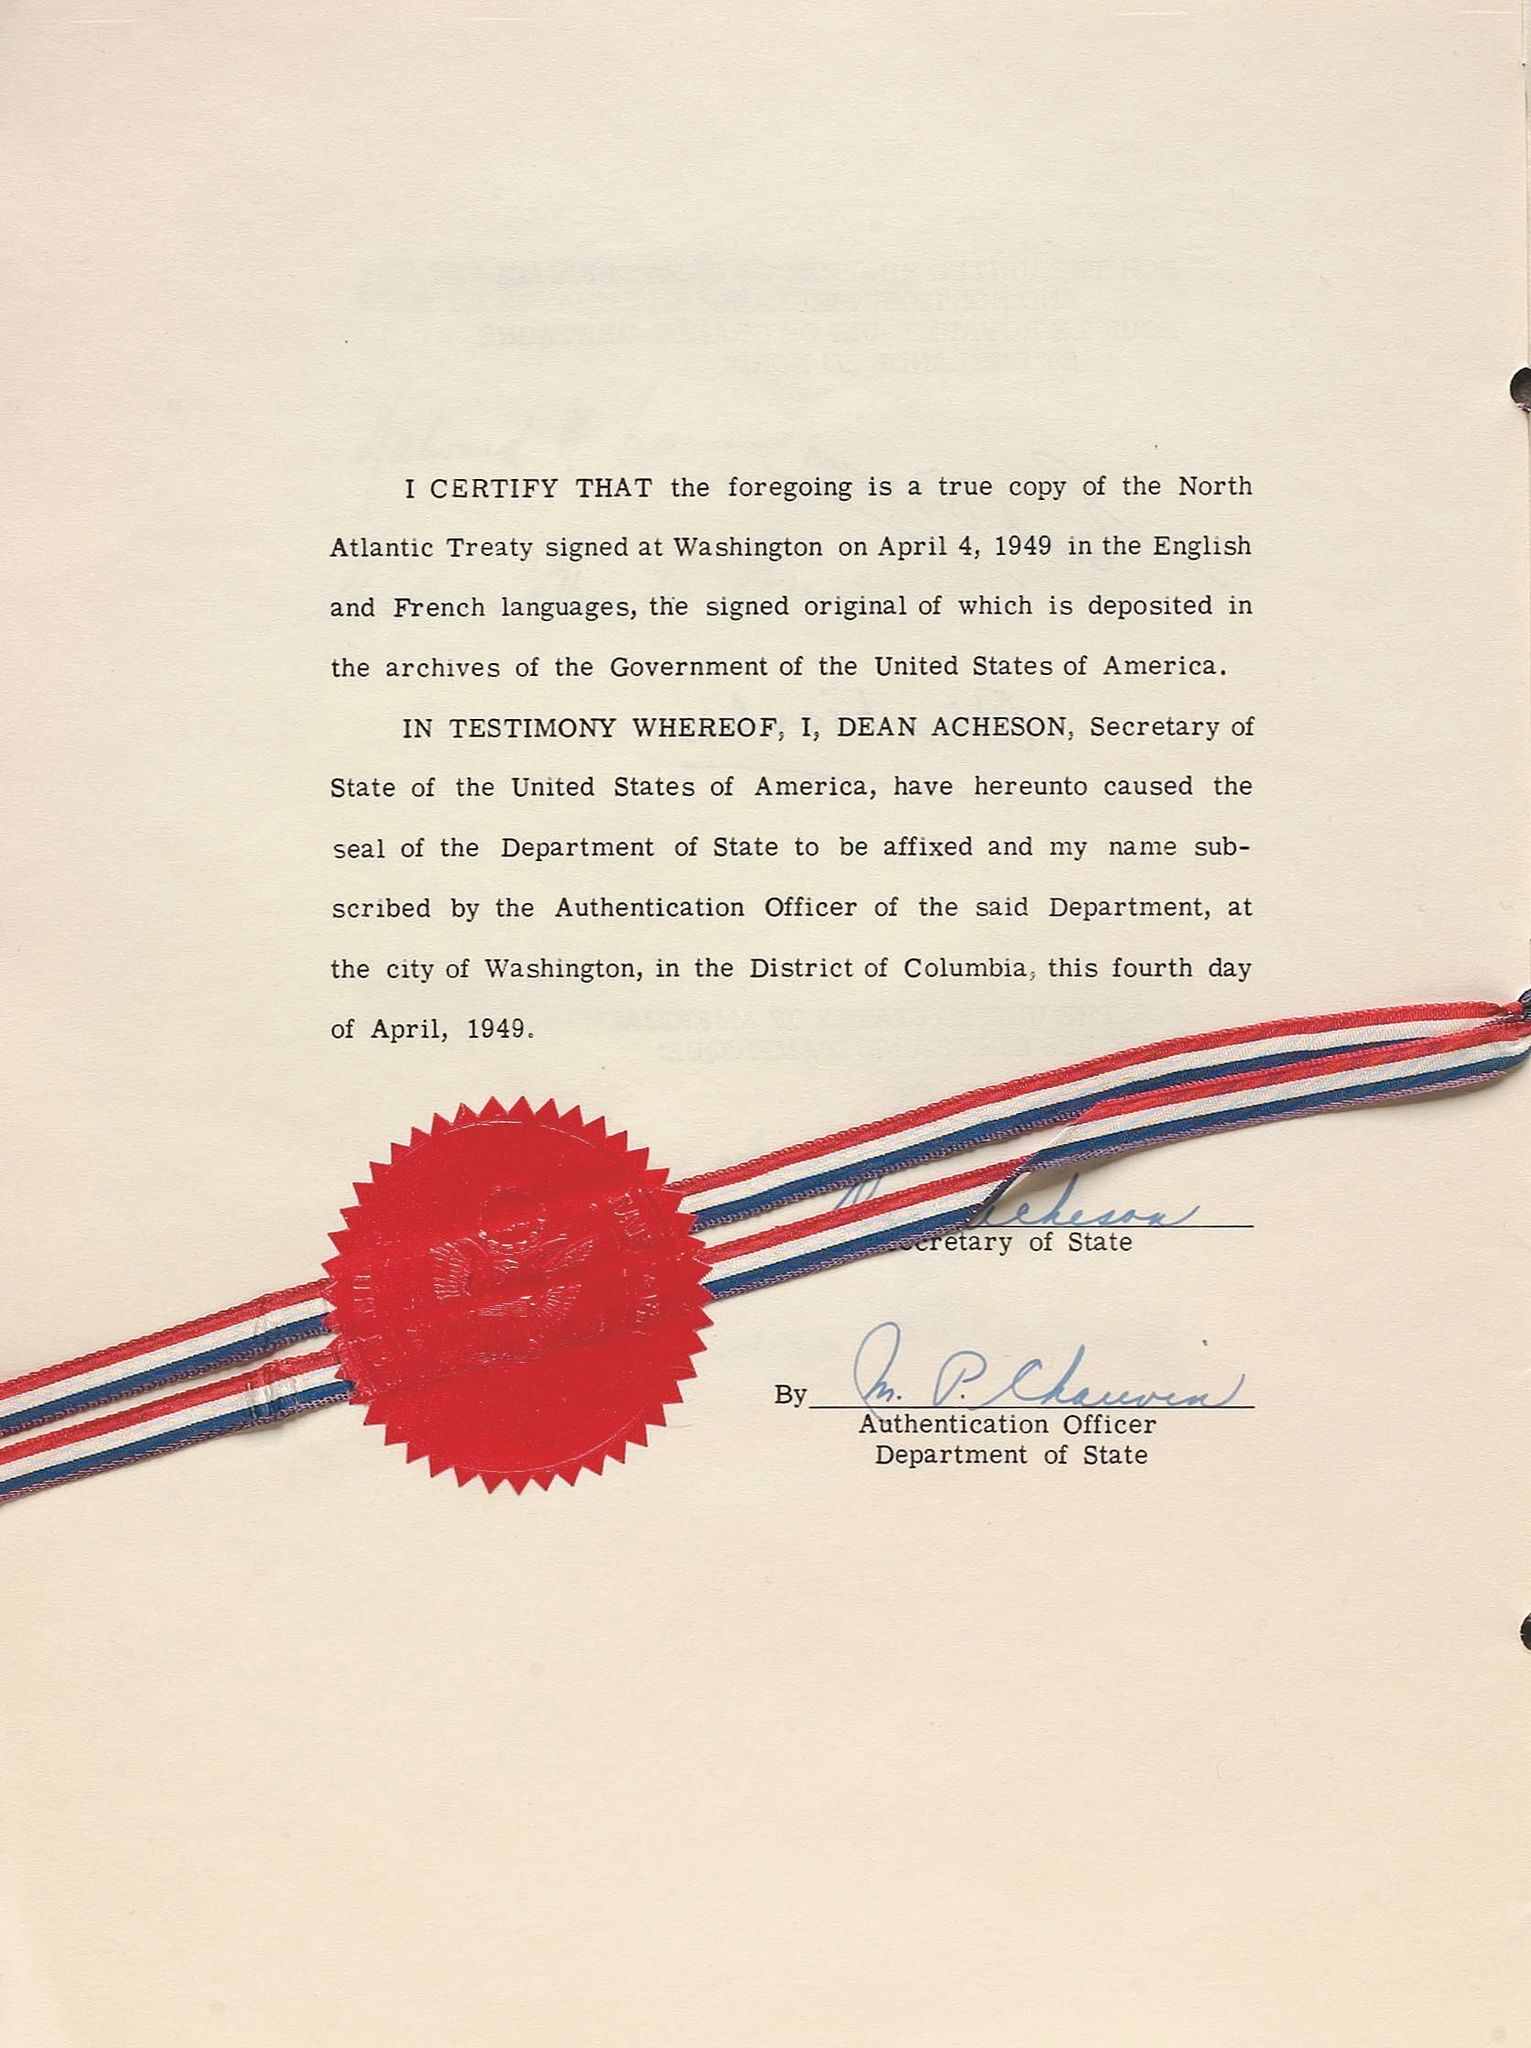 I CERTIFY THAT the foregoing is a true copy of the North
Atlantic Treaty signed at Washington on April 4, 1949 in the English
and French languages, the signed original of which is deposited in
the archives of the Government of the United States of America.
IN TESTIMONY WHEREOF, I, DEAN ACHESON, Secretary of
State of the United States of America, have hereunto caused the
seal of the Department of State to be affixed and my name sub-
scribed by the Authentication Officer of the said Department, at
the city of Washington, in the District of Columbia, this fourth day
of April, 1949.
Acheson
Secretary of State
By M. P. Chauvin
Authentication Officer
Department of State